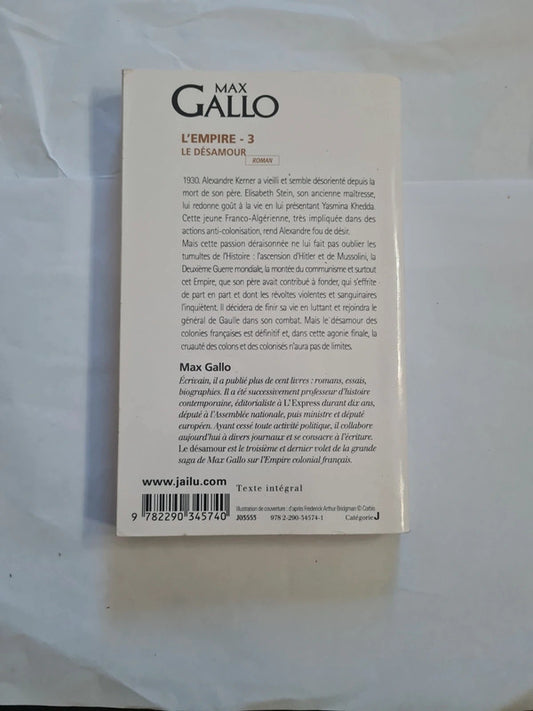 MAX
GALLO
L'EMPIRE - 3
LE DÉSAMOUR
ROMAN
1930. Alexandre Kerner a vieilli et semble désorienté depuis la
mort de son père. Elisabeth Stein, son ancienne maîtresse,
lui redonne goût à la vie en lui présentant Yasmina Khedda.
Cette jeune Franco-Algérienne, très impliquée dans des
actions anti-colonisation, rend Alexandre fou de désir.
Mais cette passion déraisonnée ne lui fait pas oublier les
tumultes de l'Histoire : l'ascension d'Hitler et de Mussolini, la
Deuxième Guerre mondiale, la montée du communisme et surtout
cet Empire, que son père avait contribué à fonder, qui s'effrite
de part en part et dont les révoltes violentes et sanguinaires
l'inquiètent. Il décidera de finir sa vie en luttant et rejoindra le
général de Gaulle dans son combat. Mais le désamour des
colonies françaises est définitif et, dans cette agonie finale, la
cruauté des colons et des colonisés n'aura pas de limites.
Max Gallo
Écrivain, il a publié plus de cent livres : romans, essais,
biographies. Il a été successivement professeur d'histoire
contemporaine, éditorialiste à L'Express durant dix ans,
député à l'Assemblée nationale, puis ministre et député
européen. Ayant cessé toute activité politique, il collabore
aujourd'hui à divers journaux et se consacre à l'écriture.
Le désamour est le troisième et dernier volet de la grande
saga de Max Gallo sur l'Empire colonial français.
www.jailu.com
Texte intégral
Illustration de couverture : d'après Frederick Arthur Bridgman © Corbis
J05555 978 2-290-34574-1 Catégorie J
9 782290 345740